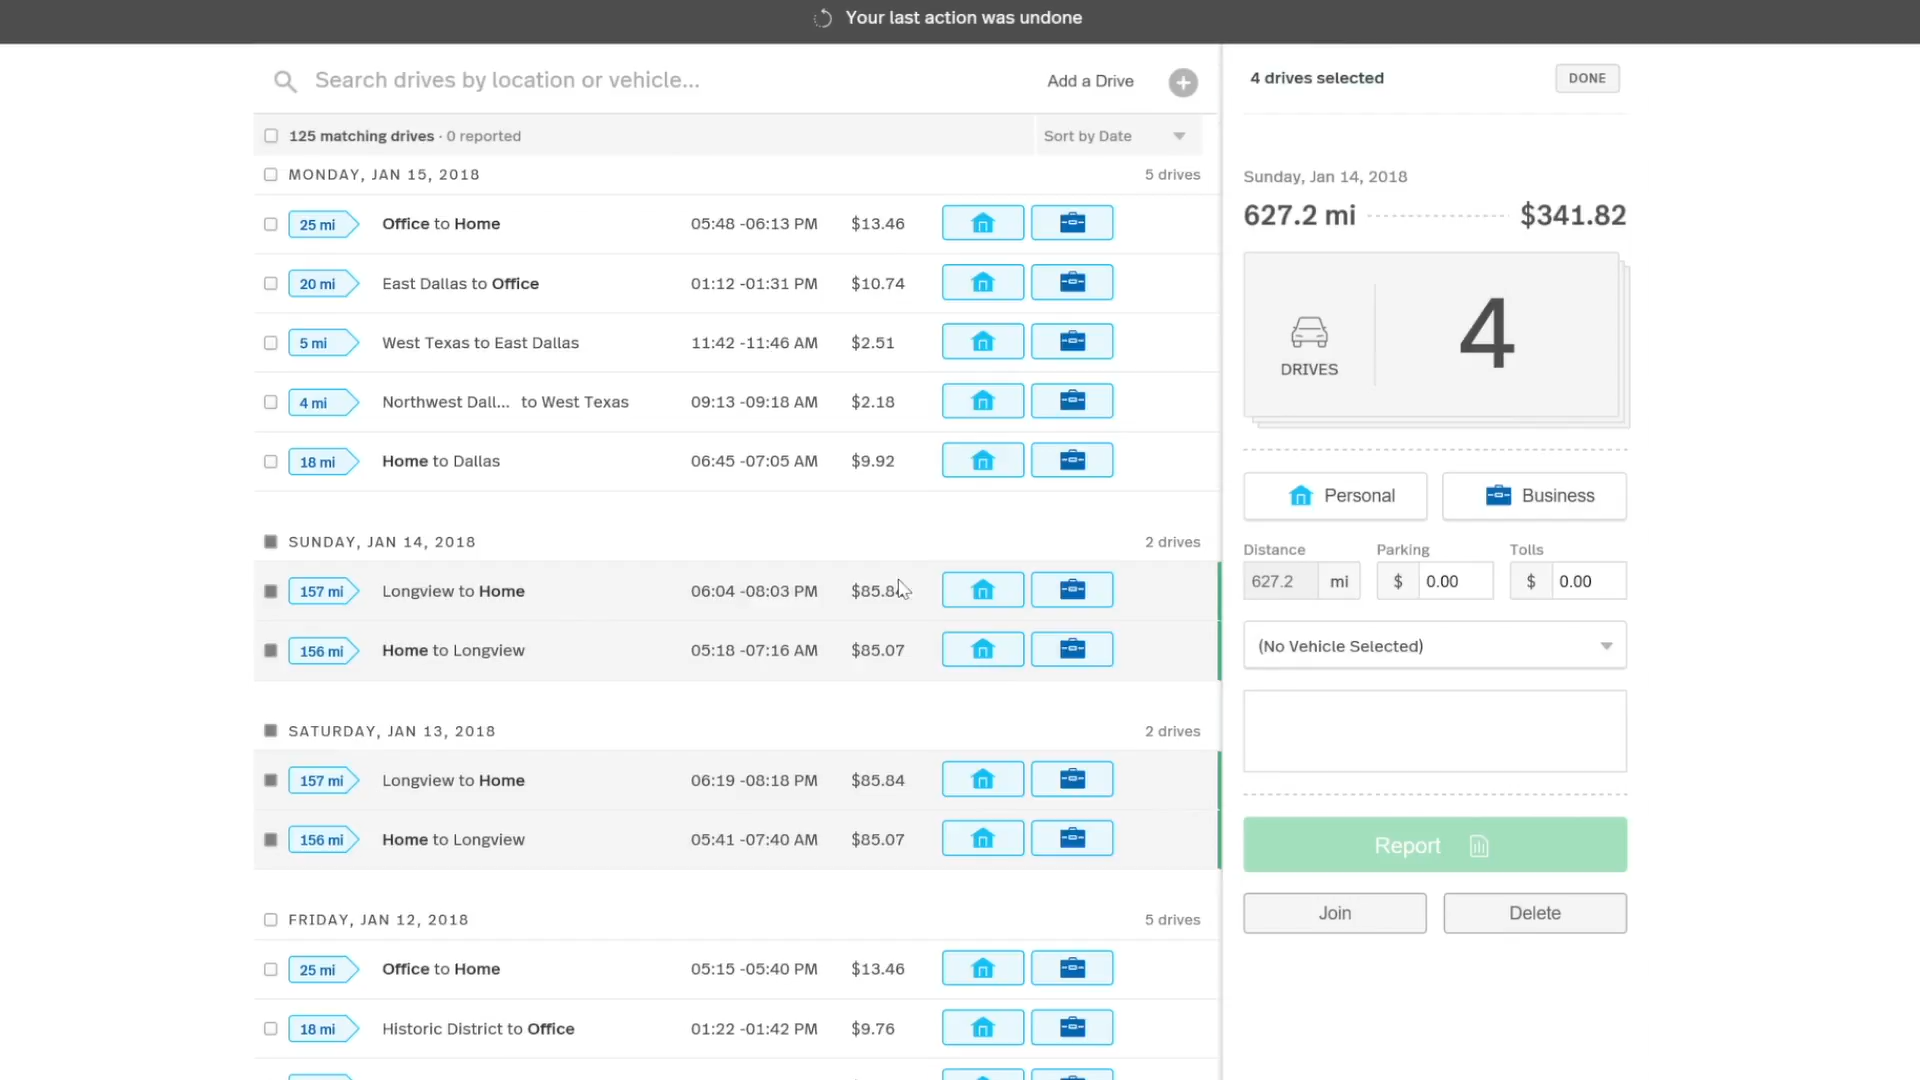 Your last action was undone
Search drives by location or vehicle...
Add a Drive
125 matching drives · 0 reported
Sort by Date
MONDAY, JAN 15, 2018
5 drives
25 mi Office to Home 05:48 -06:13 PM $13.46
20 mi East Dallas to Office 01:12 -01:31 PM $10.74
5 mi West Texas to East Dallas 11:42 -11:46 AM $2.51
4 mi Northwest Dall... to West Texas 09:13 -09:18 AM $2.18
18 mi Home to Dallas 06:45 -07:05 AM $9.92
SUNDAY, JAN 14, 2018
2 drives
157 mi Longview to Home 06:04 -08:03 PM
156 mi Home to Longview 05:18 -07:16 AM $85.07
SATURDAY, JAN 13, 2018
2 drives
157 mi Longview to Home 06:19 -08:18 PM $85.84
156 mi Home to Longview 05:41 -07:40 AM $85.07
FRIDAY, JAN 12, 2018
5 drives
25 mi Office to Home 05:15 -05:40 PM $13.46
18 mi Historic District to Office 01:22 -01:42 PM $9.76
4 drives selected
DONE
Sunday, Jan 14, 2018
627.2 mi $341.82
DRIVES
4
Personal
Business
Distance Parking Tolls
627.2 mi $ 0.00 $ 0.00
(No Vehicle Selected)
Report
Join
Delete